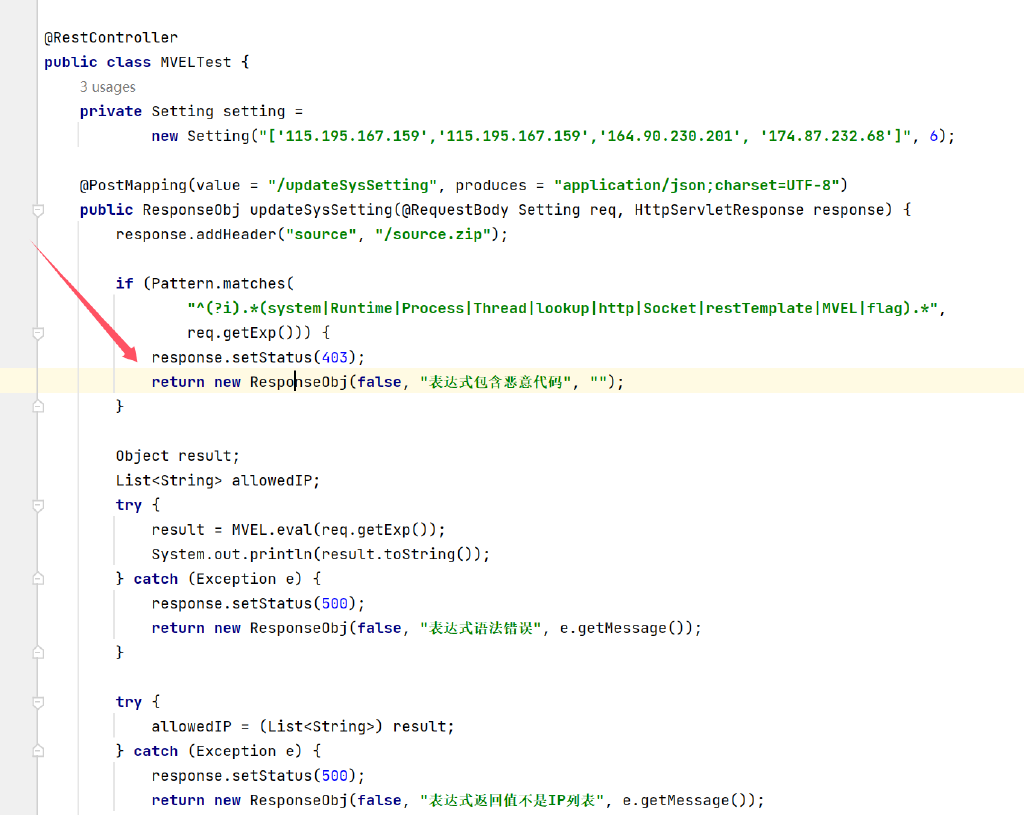 @RestController
public class MVELTest {
3 usages
private Setting setting =
new Setting("['115.195.167.159','115.195.167.159','164.90.230.201', '174.87.232.68']", 6);
@PostMapping(value = "/updateSysSetting", produces = "application/json;charset=UTF-8")
public ResponseObj updateSysSetting(@RequestBody Setting req, HttpServletResponse response) {
response.addHeader("source", "/source.zip");
if (Pattern.matches(
"^(?i).*(system|Runtime|Process|Thread|lookup|http|Socket|restTemplate|MVEL|flag).*",
req.getExp())) {
response.setStatus(403);
return new ResponseObj(false, "表达式包含恶意代码", "");
}
Object result;
List<String> allowedIP;
try {
result = MVEL.eval(req.getExp());
System.out.println(result.toString());
} catch (Exception e) {
response.setStatus(500);
return new ResponseObj(false, "表达式语法错误", e.getMessage());
}
try {
allowedIP = (List<String>) result;
} catch (Exception e) {
response.setStatus(500);
return new ResponseObj(false, "表达式返回值不是IP列表", e.getMessage());